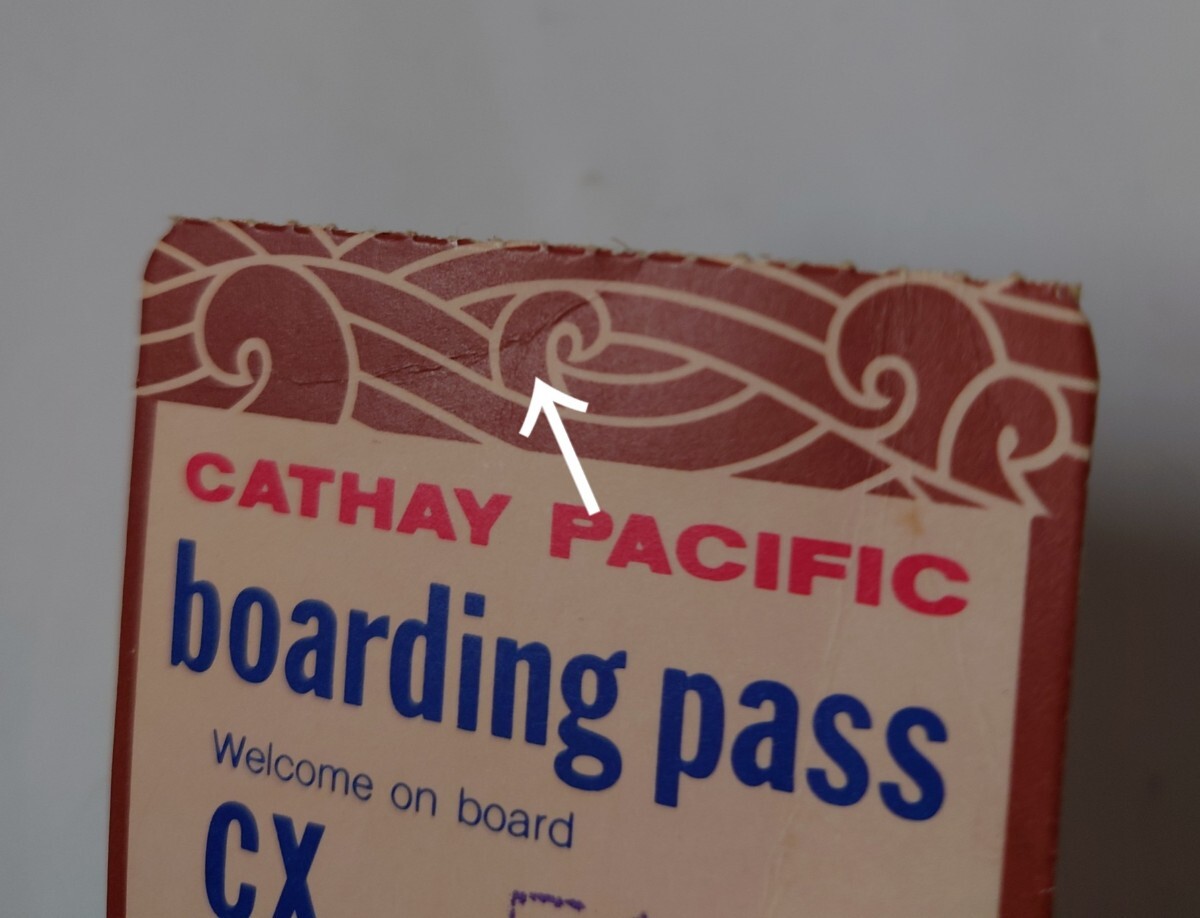 CATHAY PACIFIC
boarding pass
Welcome on board
CX